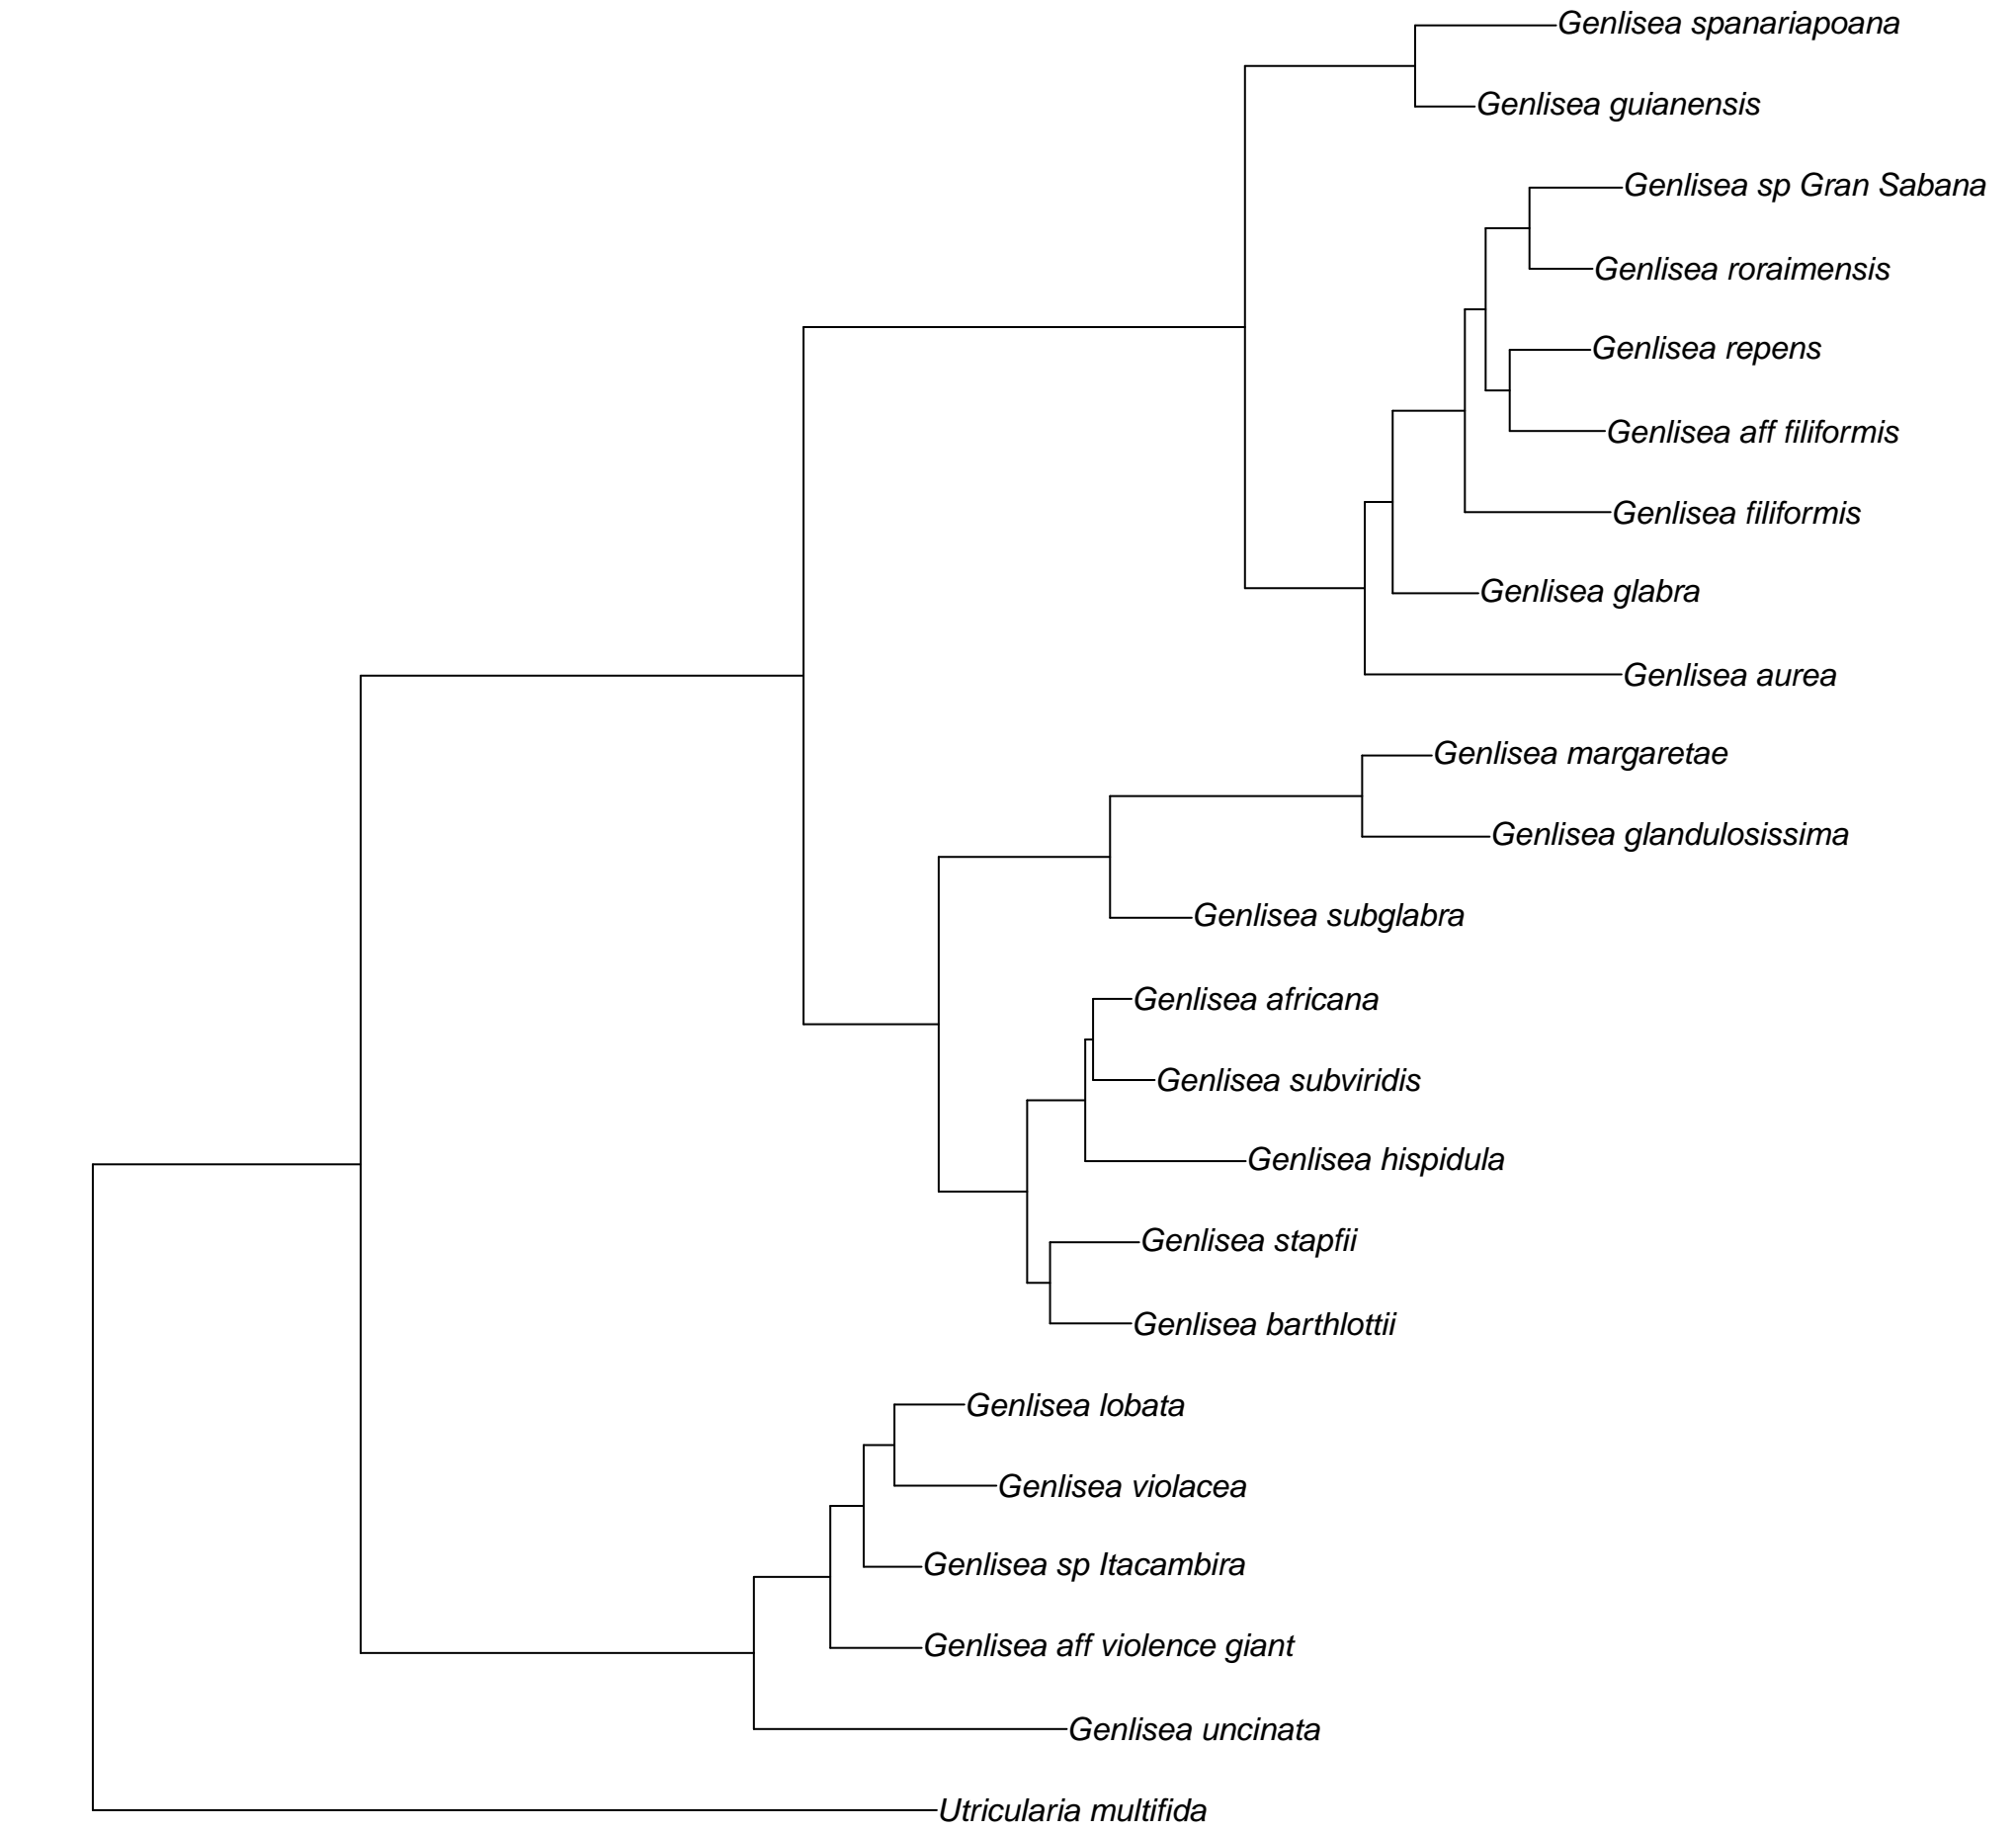 Genlisea spanariapoana
Genlisea guianensis
Genlisea sp Gran Sabana
Genlisea roraimensis
Genlisea repens
Genlisea aff filiformis
Genlisea filiformis
Genlisea glabra
Genlisea aurea
Genlisea margaretae
Genlisea glandulosissima
Genlisea subglabra
Genlisea africana
Genlisea subviridis
Genlisea hispidula
Genlisea stapfii
Genlisea barthlottii
Genlisea lobata
Genlisea violacea
Genlisea sp Itacambira
Genlisea aff violence giant
Genlisea uncinata
Utricularia multifida